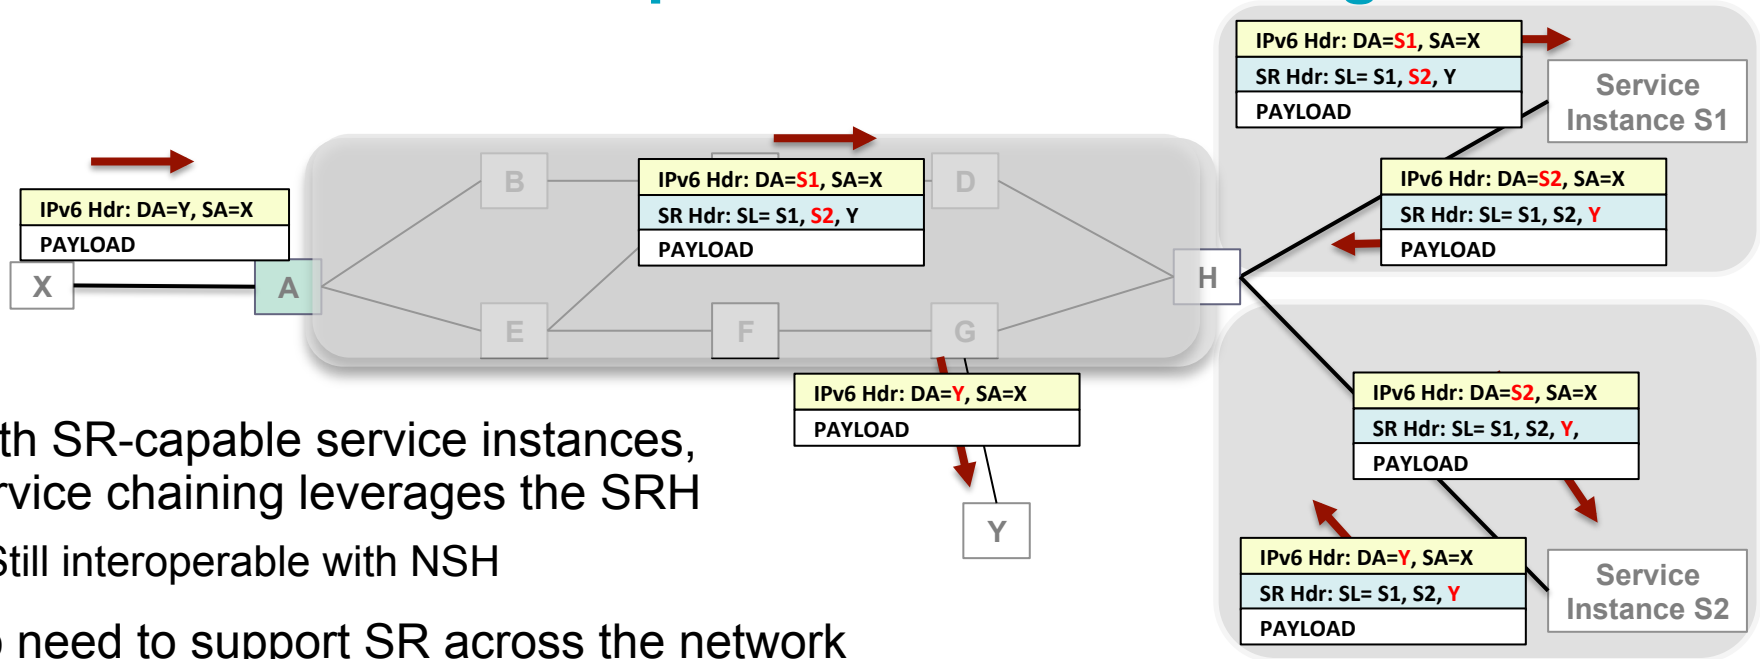 IPv6 Hdr: DA=S1, SA=X
SR Hdr: SL= S1, S2, Y
PAYLOAD
Service
Instance S1
IPv6 Hdr: DA=Y, SA=X
PAYLOAD
X
A
B
D
IPv6 Hdr: DA=S1, SA=X
SR Hdr: SL= S1, S2, Y
PAYLOAD
IPv6 Hdr: DA=S2, SA=X
SR Hdr: SL= S1, S2, Y
PAYLOAD
H
E
F
G
IPv6 Hdr: DA=Y, SA=X
PAYLOAD
Y
IPv6 Hdr: DA=S2, SA=X
SR Hdr: SL= S1, S2, Y,
PAYLOAD
IPv6 Hdr: DA=Y, SA=X
SR Hdr: SL= S1, S2, Y
PAYLOAD
Service
Instance S2
SR-capable service instances,
service chaining leverages the SRH
Still interoperable with NSH
need to support SR across the network